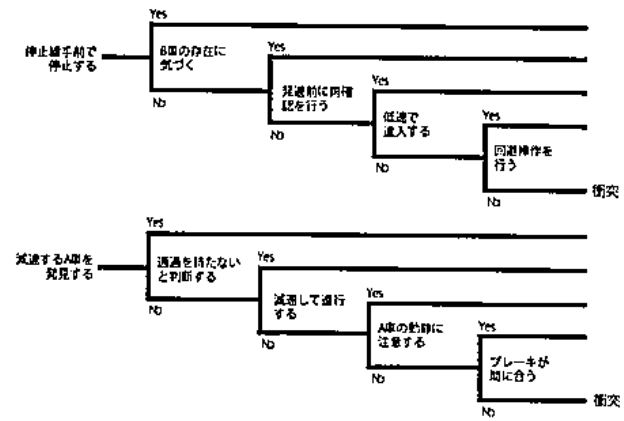 Yes
停止線手前で
停止する
B車の存在に
気づく
No
Yes
発進前に再確
認を行う
No
Yes
低速で
進入する
No
Yes
回避操作を
行う
No
衝突
Yes
減速するA車を
発見する
通過を待たない
と判断する
No
Yes
減速して進行
する
No
Yes
A車の動静に
注意する
No
Yes
ブレーキが
間に合う
No
衝突